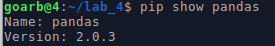 goarb@4:~/lab_4$ pip show pandas
Name: pandas
Version: 2.0.3